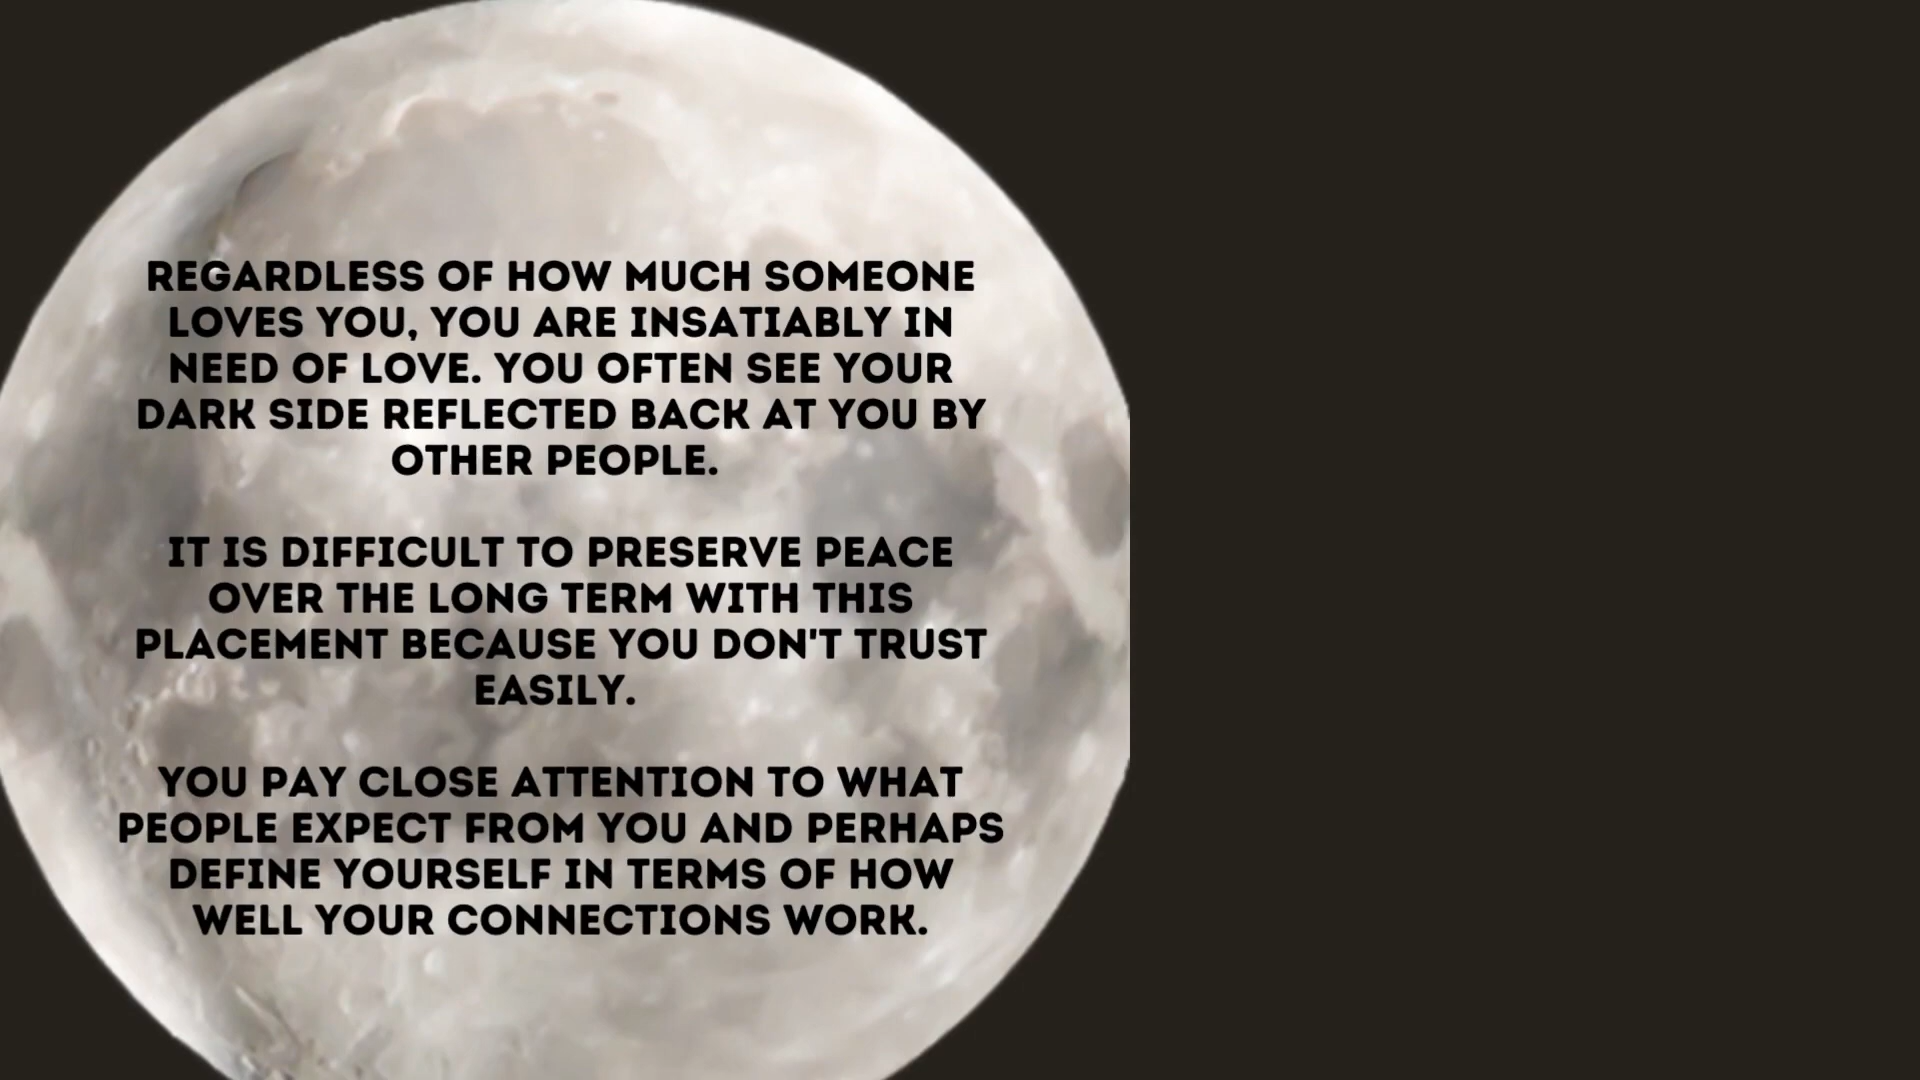 REGARDLESS OF HOW MUCH SOMEONE
LOVES YOU, YOU ARE INSATIABLY IN
NEED OF LOVE. YOU OFTEN SEE YOUR
DARK SIDE REFLECTED BACK AT YOU BY
OTHER PEOPLE.
IT IS DIFFICULT TO PRESERVE PEACE
OVER THE LONG TERM WITH THIS
PLACEMENT BECAUSE YOU DON'T TRUST
EASILY.
YOU PAY CLOSE ATTENTION TO WHAT
PEOPLE EXPECT FROM YOU AND PERHAPS
DEFINE YOURSELF IN TERMS OF HOW
WELL YOUR CONNECTIONS WORK.